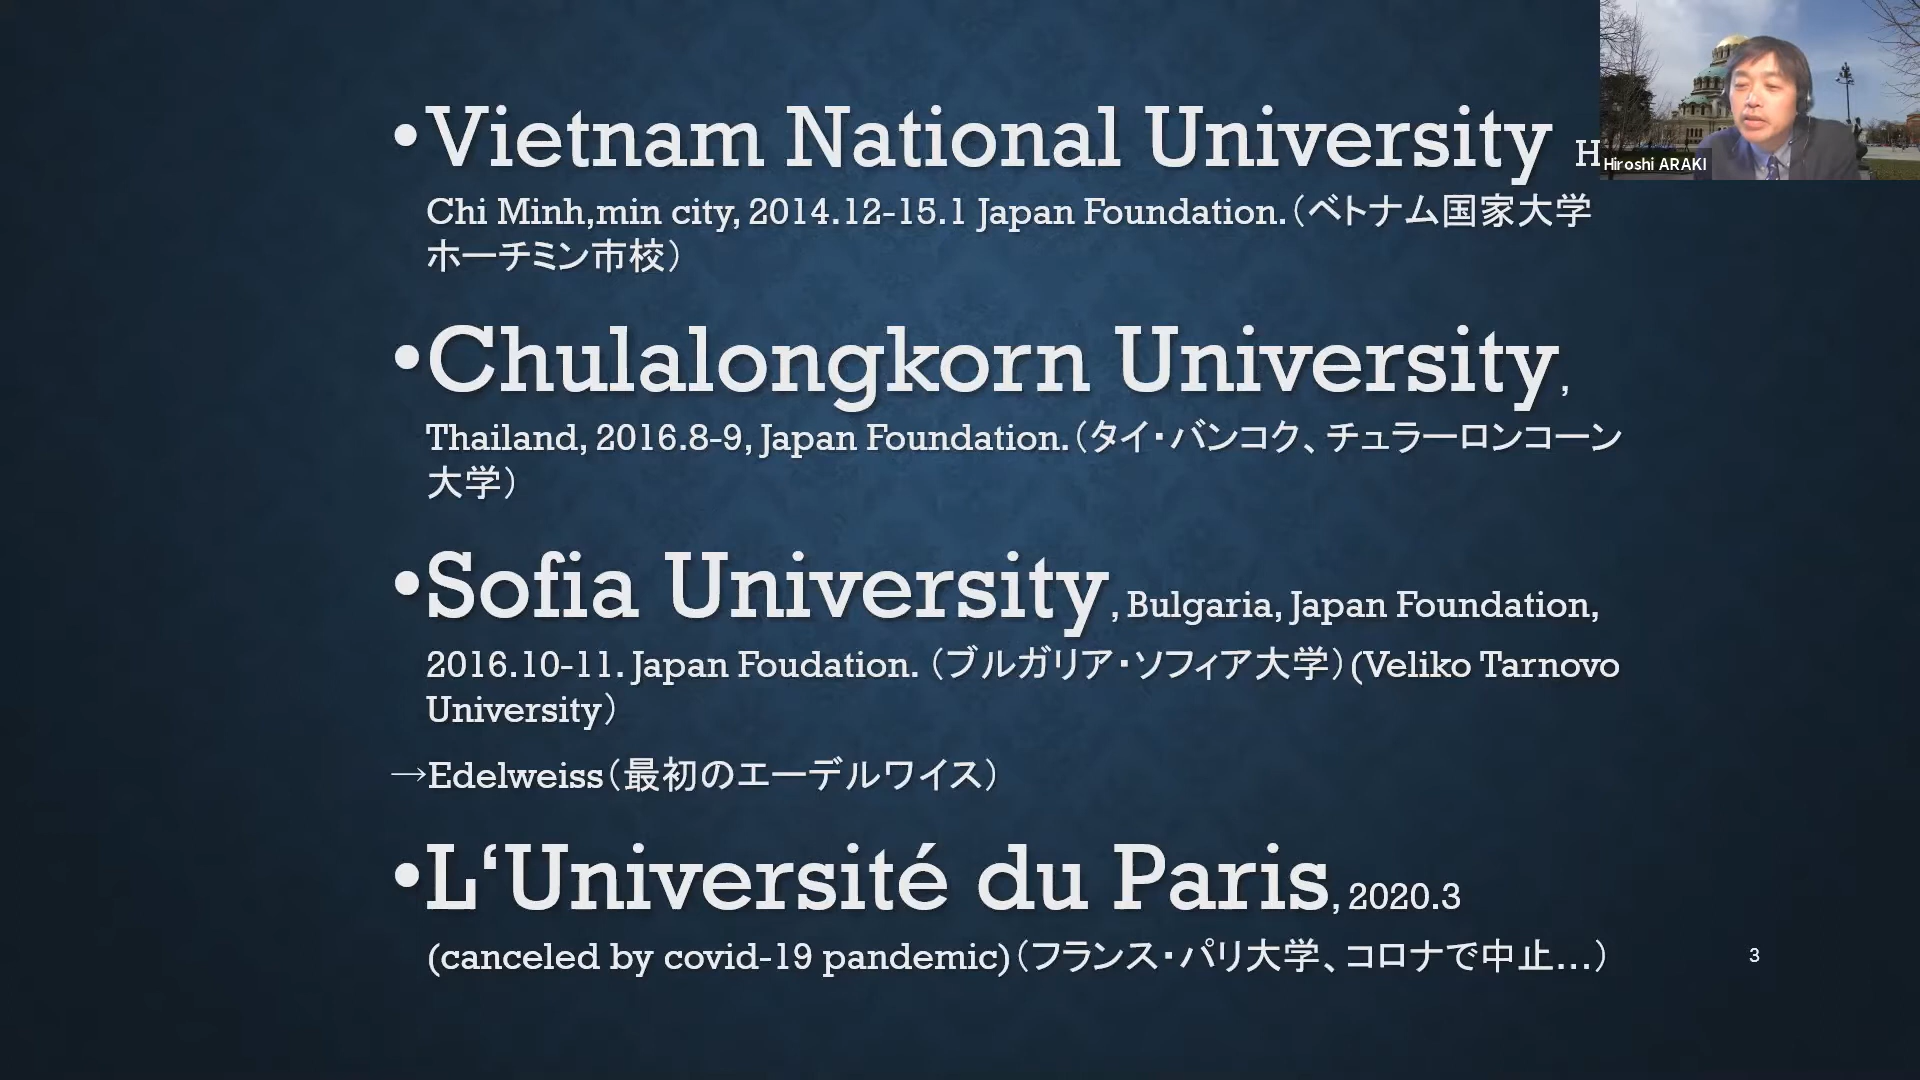 •Vietnam National University H
Chi Minh,min city, 2014.12-15.1 Japan Foundation.（ベトナム国家大学
ホーチミン市校）
•Chulalongkorn University,
Thailand, 2016.8-9, Japan Foundation.（タイ・バンコク、チュラーロンコーン
大学）
•Sofia University, Bulgaria, Japan Foundation,
2016.10-11. Japan Foudation.（ブルガリア・ソフィア大学）(Veliko Tarnovo
University）
→Edelweiss（最初のエーデルワイス）
•L‘Université du Paris, 2020.3
(canceled by covid-19 pandemic)（フランス・パリ大学、コロナで中止…）
3
Hiroshi ARAKI